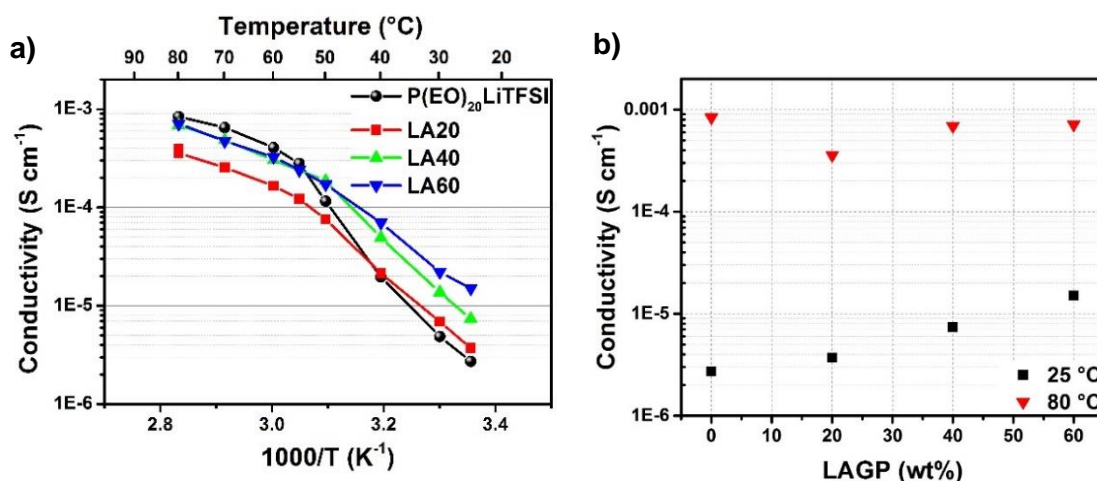 a)
Temperature (°C)
90 80 70 60 50 40 30 20
1E-3
1E-4
1E-5
1E-6
Conductivity (S cm⁻¹)
P(EO)₂₀LiTFSI
LA20
LA40
LA60
2.8 3.0 3.2 3.4
1000/T (K⁻¹)
b)
0.001
1E-4
1E-5
1E-6
Conductivity (S cm⁻¹)
25 °C
80 °C
0 10 20 30 40 50 60
LAGP (wt%)